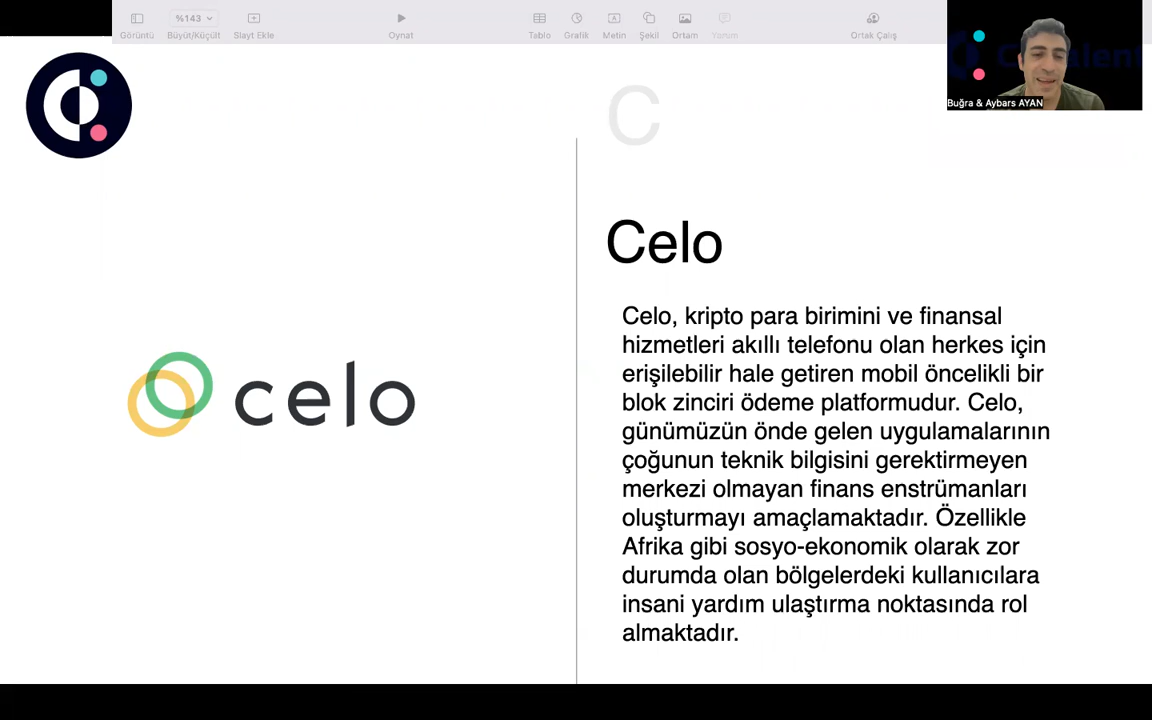 %143
Görüntü
Büyüt/Küçült
Slayt Ekle
Oynat
Tablo
Grafik
Metin
Şekil
Ortam
Yorum
Ortak Çalış
Buğra & Aybars AYAN
C
Celo
celo
Celo, kripto para birimini ve finansal
hizmetleri akıllı telefonu olan herkes için
erişilebilir hale getiren mobil öncelikli bir
blok zinciri ödeme platformudur. Celo,
günümüzün önde gelen uygulamalarının
çoğunun teknik bilgisini gerektirmeyen
merkezi olmayan finans enstrümanları
oluşturmayı amaçlamaktadır. Özellikle
Afrika gibi sosyo-ekonomik olarak zor
durumda olan bölgelerdeki kullanıcılara
insani yardım ulaştırma noktasında rol
almaktadır.